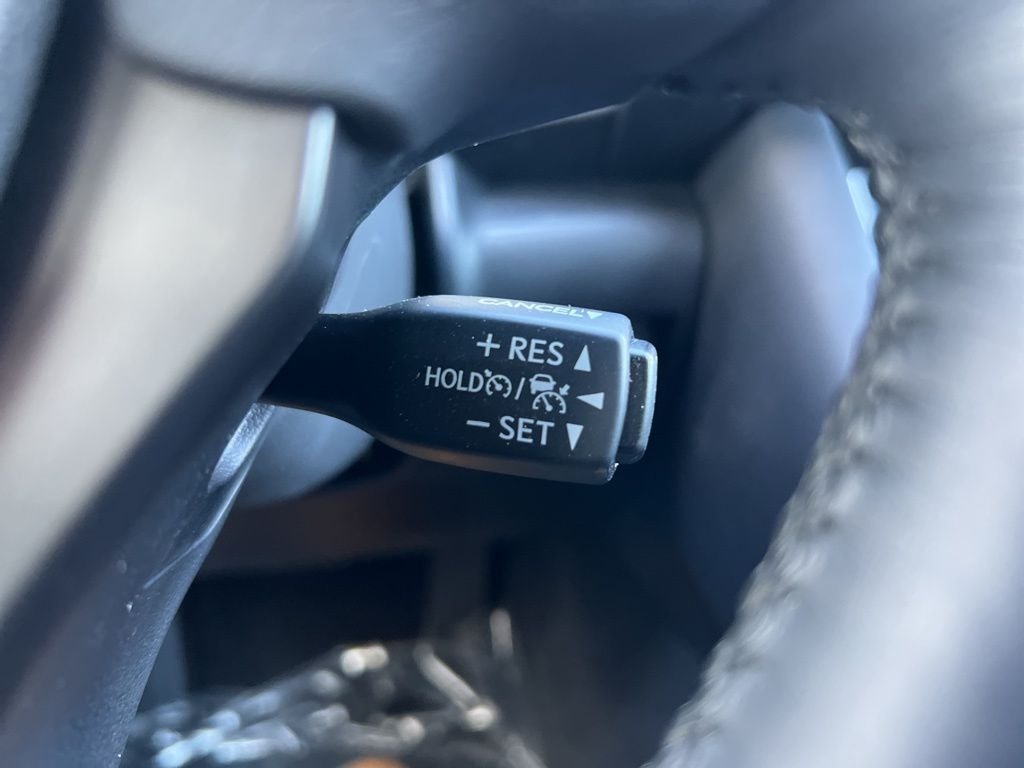 CANCEL▼
+ RES ▲
HOLD / ◀
− SET ▼